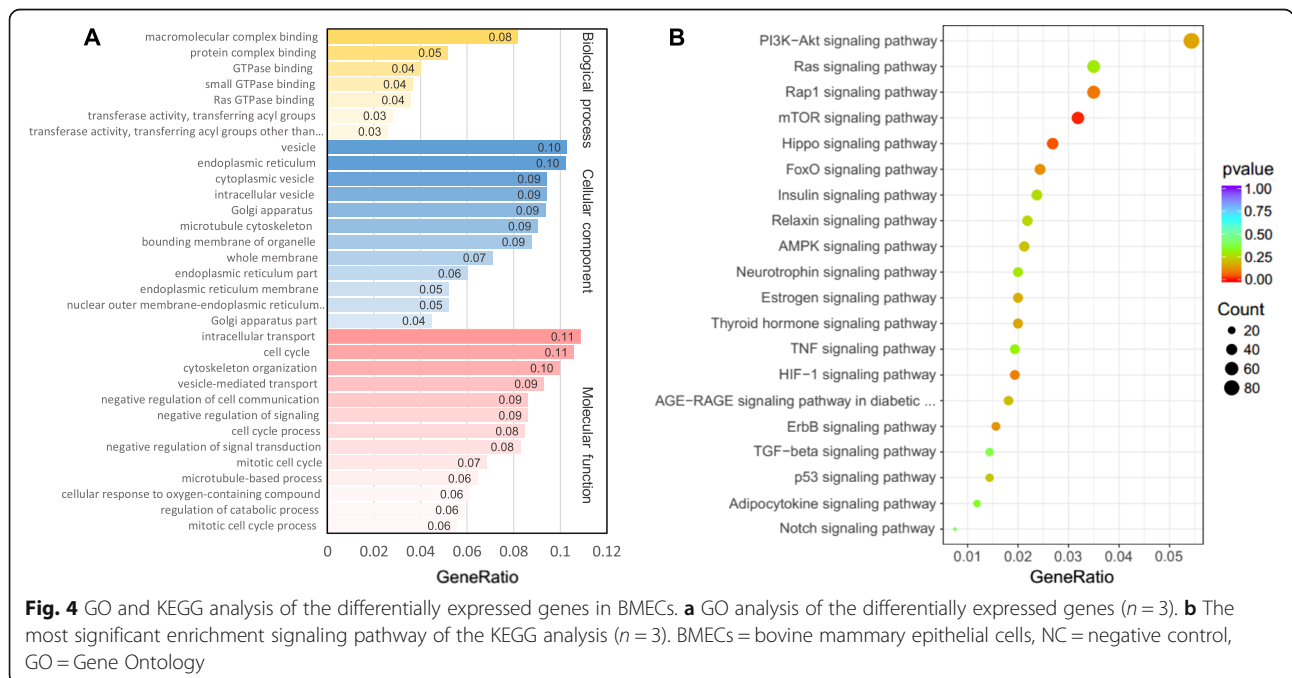 A
macromolecular complex binding 0.08
protein complex binding 0.05
GTPase binding 0.04
small GTPase binding 0.04
Ras GTPase binding 0.04
transferase activity, transferring acyl groups 0.03
transferase activity, transferring acyl groups other than... 0.03
Biological process
vesicle 0.10
endoplasmic reticulum 0.10
cytoplasmic vesicle 0.09
intracellular vesicle 0.09
Golgi apparatus 0.09
microtubule cytoskeleton 0.09
bounding membrane of organelle 0.09
whole membrane 0.07
endoplasmic reticulum part 0.06
endoplasmic reticulum membrane 0.05
nuclear outer membrane-endoplasmic reticulum.. 0.05
Golgi apparatus part 0.04
Cellular component
intracellular transport 0.11
cell cycle 0.11
cytoskeleton organization 0.10
vesicle-mediated transport 0.09
negative regulation of cell communication 0.09
negative regulation of signaling 0.09
cell cycle process 0.08
negative regulation of signal transduction 0.08
mitotic cell cycle 0.07
microtubule-based process 0.06
cellular response to oxygen-containing compound 0.06
regulation of catabolic process 0.06
mitotic cell cycle process 0.06
Molecular function
0 0.02 0.04 0.06 0.08 0.1 0.12
GeneRatio
B
PI3K−Akt signaling pathway
Ras signaling pathway
Rap1 signaling pathway
mTOR signaling pathway
Hippo signaling pathway
FoxO signaling pathway
Insulin signaling pathway
Relaxin signaling pathway
AMPK signaling pathway
Neurotrophin signaling pathway
Estrogen signaling pathway
Thyroid hormone signaling pathway
TNF signaling pathway
HIF−1 signaling pathway
AGE−RAGE signaling pathway in diabetic ...
ErbB signaling pathway
TGF−beta signaling pathway
p53 signaling pathway
Adipocytokine signaling pathway
Notch signaling pathway
0.01 0.02 0.03 0.04 0.05
GeneRatio
pvalue
1.00
0.75
0.50
0.25
0.00
Count
20
40
60
80
Fig. 4 GO and KEGG analysis of the differentially expressed genes in BMECs. a GO analysis of the differentially expressed genes (n = 3). b The
most significant enrichment signaling pathway of the KEGG analysis (n = 3). BMECs = bovine mammary epithelial cells, NC = negative control,
GO = Gene Ontology